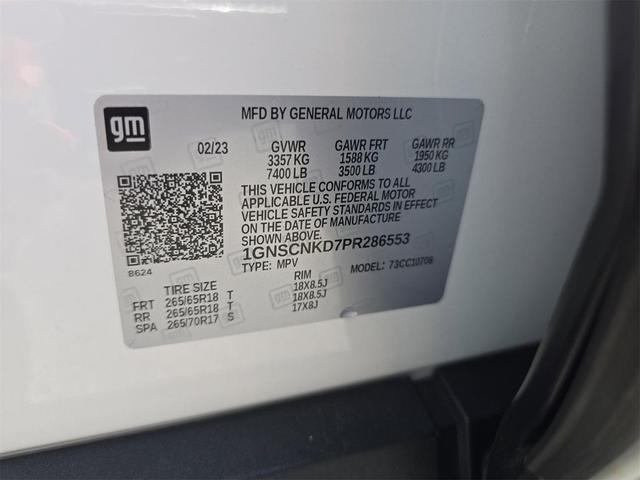 gm
MFD BY GENERAL MOTORS LLC
02/23 GVWR GAWR FRT GAWR RR
3357 KG 1588 KG 1950 KG
7400 LB 3500 LB 4300 LB
THIS VEHICLE CONFORMS TO ALL
APPLICABLE U.S. FEDERAL MOTOR
VEHICLE SAFETY STANDARDS IN EFFECT
ON THE DATE OF MANUFACTURE
SHOWN ABOVE.
1GNSCNKD7PR286553
TYPE: MPV MODEL: 73CC10706
8624
TIRE SIZE RIM
FRT 265/65R18 T 18X8.5J
RR 265/65R18 T 18X8.5J
SPA 265/70R17 S 17X8J